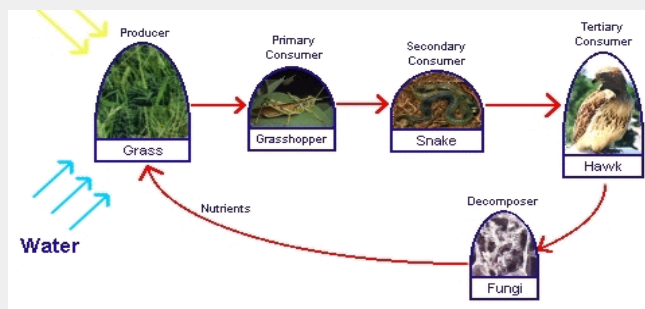 Producer
Primary
Consumer
Secondary
Consumer
Tertiary
Consumer
Grass
Grasshopper
Snake
Hawk
Water
Nutrients
Decomposer
Fungi